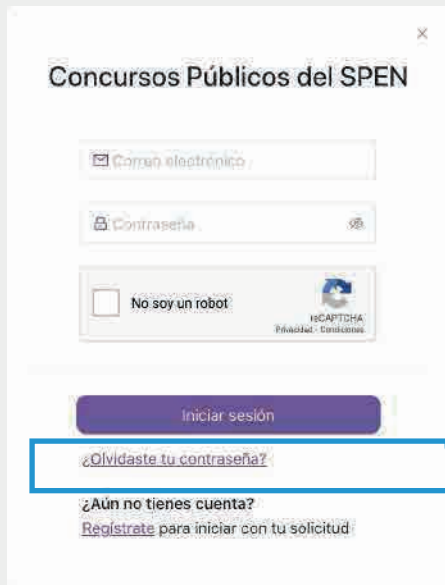 Concursos Públicos del SPEN
Correo electrónico
Contraseña
No soy un robot
reCAPTCHA
Privacidad - Condiciones
Iniciar sesión
¿Olvidaste tu contraseña?
¿Aún no tienes cuenta?
Regístrate para iniciar con tu solicitud